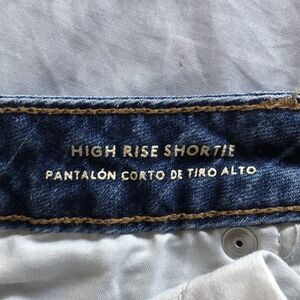 HIGH RISE SHORTIE
PANTALÓN CORTO DE TIRO ALTO